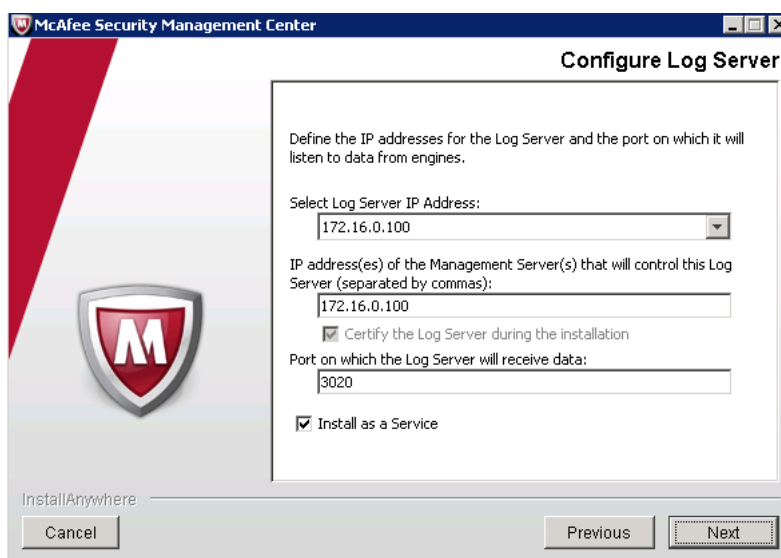 McAfee Security Management Center
Configure Log Server
Define the IP addresses for the Log Server and the port on which it will
listen to data from engines.
Select Log Server IP Address:
172.16.0.100
IP address(es) of the Management Server(s) that will control this Log
Server (separated by commas):
172.16.0.100
Certify the Log Server during the installation
Port on which the Log Server will receive data:
3020
Install as a Service
InstallAnywhere
Cancel
Previous
Next